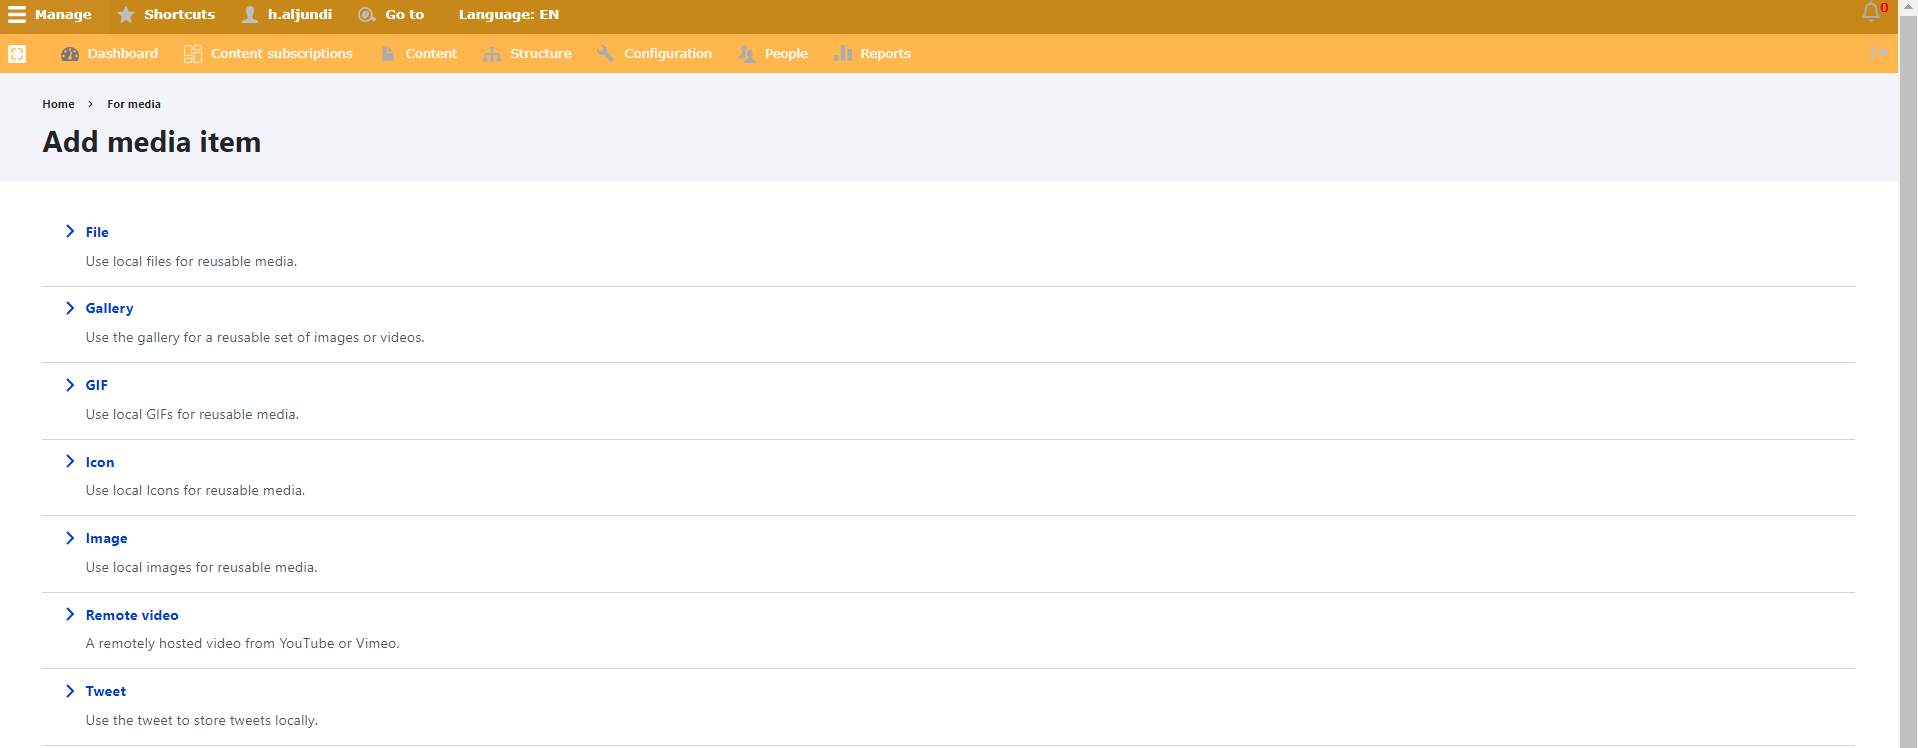 Manage Shortcuts h.aljundi Go to Language: EN 0
Dashboard Content subscriptions Content Structure Configuration People Reports
Home › For media
Add media item
File
Use local files for reusable media.
Gallery
Use the gallery for a reusable set of images or videos.
GIF
Use local GIFs for reusable media.
Icon
Use local Icons for reusable media.
Image
Use local images for reusable media.
Remote video
A remotely hosted video from YouTube or Vimeo.
Tweet
Use the tweet to store tweets locally.